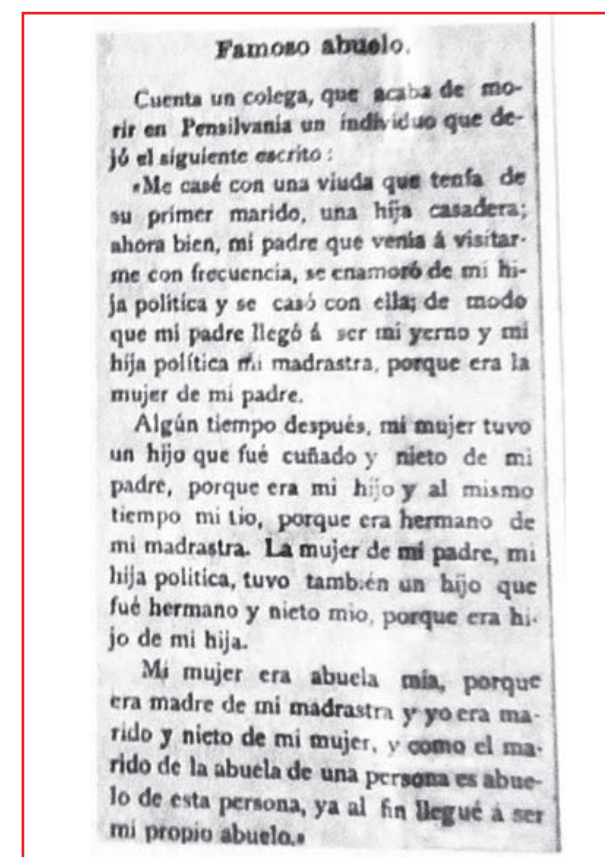 Famoso abuelo.
Cuenta un colega, que acaba de mo-
rir en Pensilvania un individuo que de-
jó el siguiente escrito :
«Me casé con una viuda que tenía de
su primer marido, una hija casadera;
ahora bien, mi padre que venia á visitar-
me con frecuencia, se enamoró de mi hi-
ja politica y se casó con ella; de modo
que mi padre llegó á ser mi yerno y mi
hija política mi madrastra, porque era la
mujer de mi padre.
Algún tiempo después, mi mujer tuvo
un hijo que fué cuñado y nieto de mi
padre, porque era mi hijo y al mismo
tiempo mi tio, porque era hermano de
mi madrastra. La mujer de mi padre, mi
hija politica, tuvo también un hijo que
fué hermano y nieto mio, porque era hi-
jo de mi hija.
Mi mujer era abuela mía, porque
era madre de mi madrastra y yo era ma-
rido y nieto de mi mujer, y como el ma-
rido de la abuela de una persona es abue-
lo de esta persona, ya al fin llegué á ser
mi propio abuelo.»